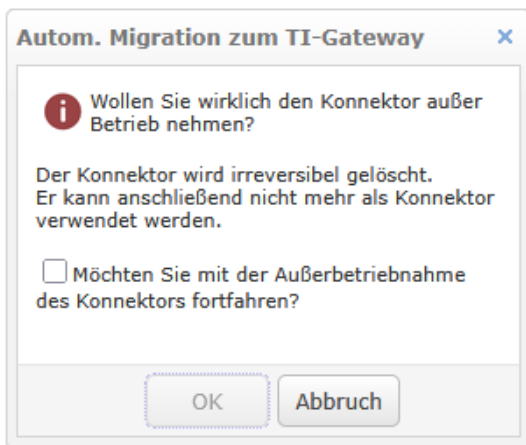 Autom. Migration zum TI-Gateway ×
Wollen Sie wirklich den Konnektor außer
Betrieb nehmen?
Der Konnektor wird irreversibel gelöscht.
Er kann anschließend nicht mehr als Konnektor
verwendet werden.
Möchten Sie mit der Außerbetriebnahme
des Konnektors fortfahren?
OK Abbruch